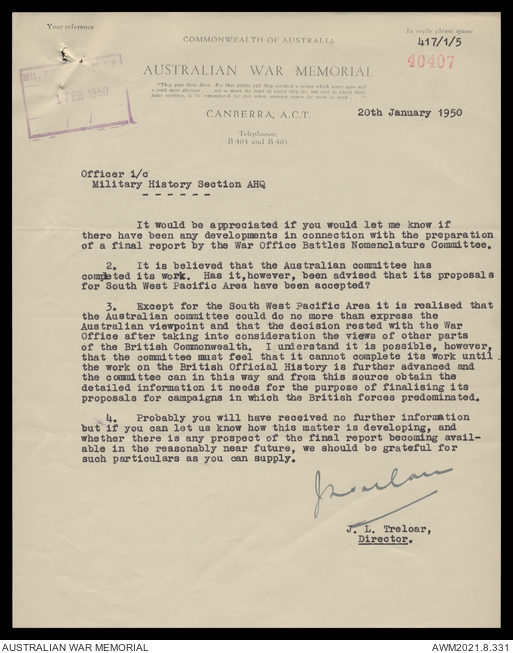 Your reference
In reply please quote
COMMONWEALTH OF AUSTRALIA
417/1/5
40407
AUSTRALIAN WAR MEMORIAL
1 FEB 1950
CANBERRA, A.C.T.
20th January 1950
Telephones:
B 404 and B 405
Officer i/c
Military History Section AHQ
- - - - - -
It would be appreciated if you would let me know if
there have been any developments in connection with the preparation
of a final report by the War Office Battles Nomenclature Committee.
2. It is believed that the Australian committee has
completed its work. Has it,however, been advised that its proposals
for South West Pacific Area have been accepted?
3. Except for the South West Pacific Area it is realised that
the Australian committee could do no more than express the
Australian viewpoint and that the decision rested with the War
Office after taking into consideration the views of other parts
of the British Commonwealth. I understand it is possible, however,
that the committee must feel that it cannot complete its work until
the work on the British Official History is further advanced and
the committee can in this way and from this source obtain the
detailed information it needs for the purpose of finalising its
proposals for campaigns in which the British forces predominated.
4. Probably you will have received no further information
but if you can let us know how this matter is developing, and
whether there is any prospect of the final report becoming avail-
able in the reasonably near future, we should be grateful for
such particulars as you can supply.
J. L. Treloar,
Director.
AUSTRALIAN WAR MEMORIAL
AWM2021.8.331